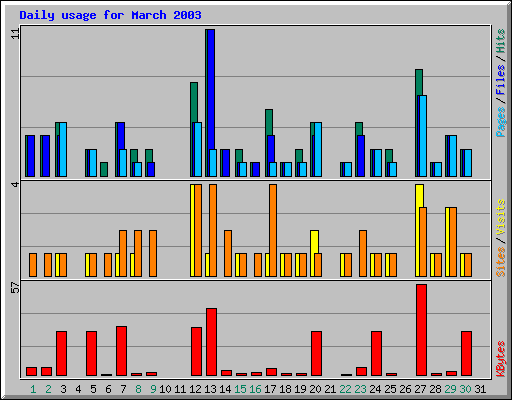 Daily usage for March 2003
11
Pages / Files / Hits
4
Sites / Visits
57
KBytes
1 2 3 4 5 6 7 8 9 10 11 12 13 14 15 16 17 18 19 20 21 22 23 24 25 26 27 28 29 30 31